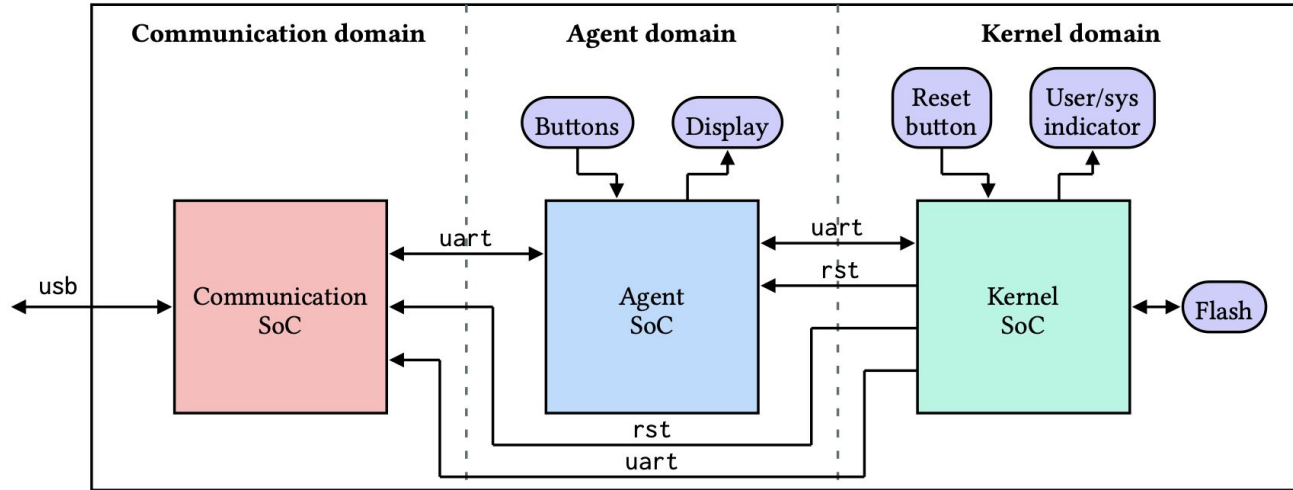 Communication domain
Agent domain
Kernel domain
Buttons
Display
Reset
button
User/sys
indicator
uart
uart
rst
usb
Communication
SoC
Agent
SoC
Kernel
SoC
Flash
rst
uart